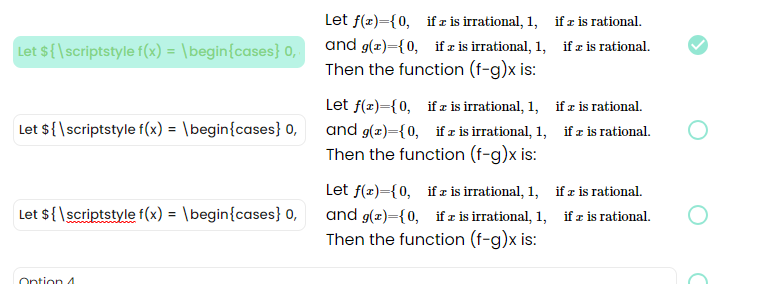 Let f(x)={0, if x is irrational, 1, if x is rational.
Let ${\scriptstyle f(x) = \begin{cases} 0,
and g(x)={0, if x is irrational, 1, if x is rational.
Then the function (f-g)x is:
Let f(x)={0, if x is irrational, 1, if x is rational.
Let ${\scriptstyle f(x) = \begin{cases} 0,
and g(x)={0, if x is irrational, 1, if x is rational.
Then the function (f-g)x is:
Let f(x)={0, if x is irrational, 1, if x is rational.
Let ${\scriptstyle f(x) = \begin{cases} 0,
and g(x)={0, if x is irrational, 1, if x is rational.
Then the function (f-g)x is:
Option 4